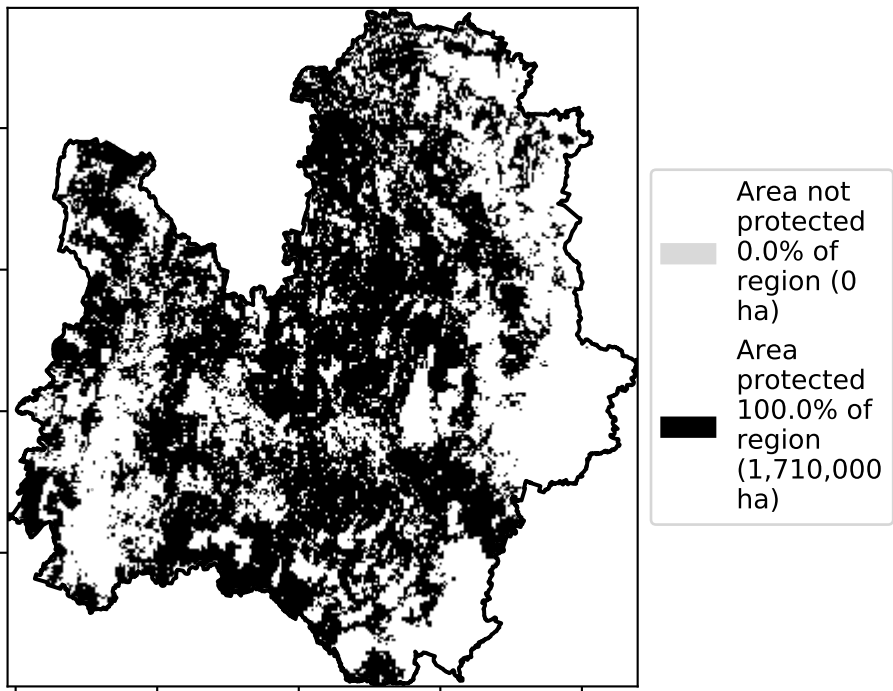 Area not
protected
0.0% of
region (0
ha)
Area
protected
100.0% of
region
(1,710,000
ha)